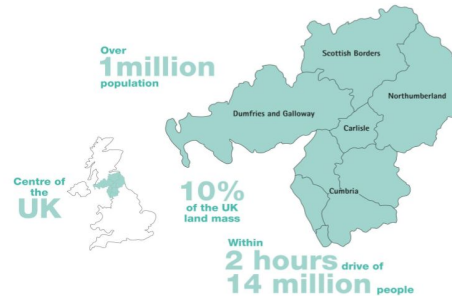 Over
1million
population
Scottish Borders
Northumberland
Dumfries and Galloway
Carlisle
Cumbria
Centre of
the
UK
10%
of the UK
land mass
Within
2 hours drive of
14 million people